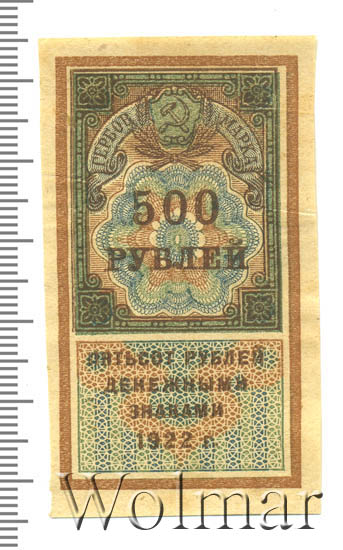 ГЕРБОВАЯ МАРКА
500
РУБЛЕЙ
ПЯТЬСОТ РУБЛЕЙ
ДЕНЕЖНЫМИ
ЗНАКАМИ
1922 г.
Wolmar